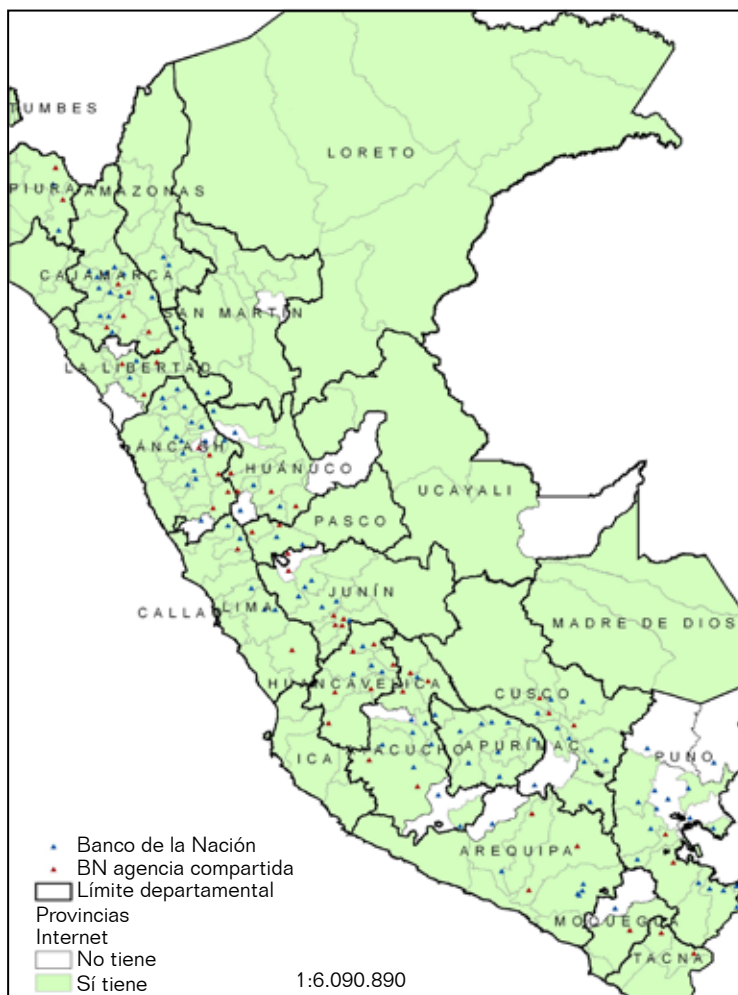 TUMBES
LORETO
PIURA
AMAZONAS
CAJAMARCA
SAN MARTÍN
LA LIBERTAD
ÁNCASH
HUÁNUCO
UCAYALI
PASCO
JUNÍN
CALLA
LIMA
MADRE DE DIOS
HUANCAVELICA
CUSCO
ICA
AYACUCHO
APURÍMAC
PUNO
AREQUIPA
MOQUEGUA
TACNA
Banco de la Nación
BN agencia compartida
Límite departamental
Provincias
Internet
No tiene
Sí tiene
1:6.090.890